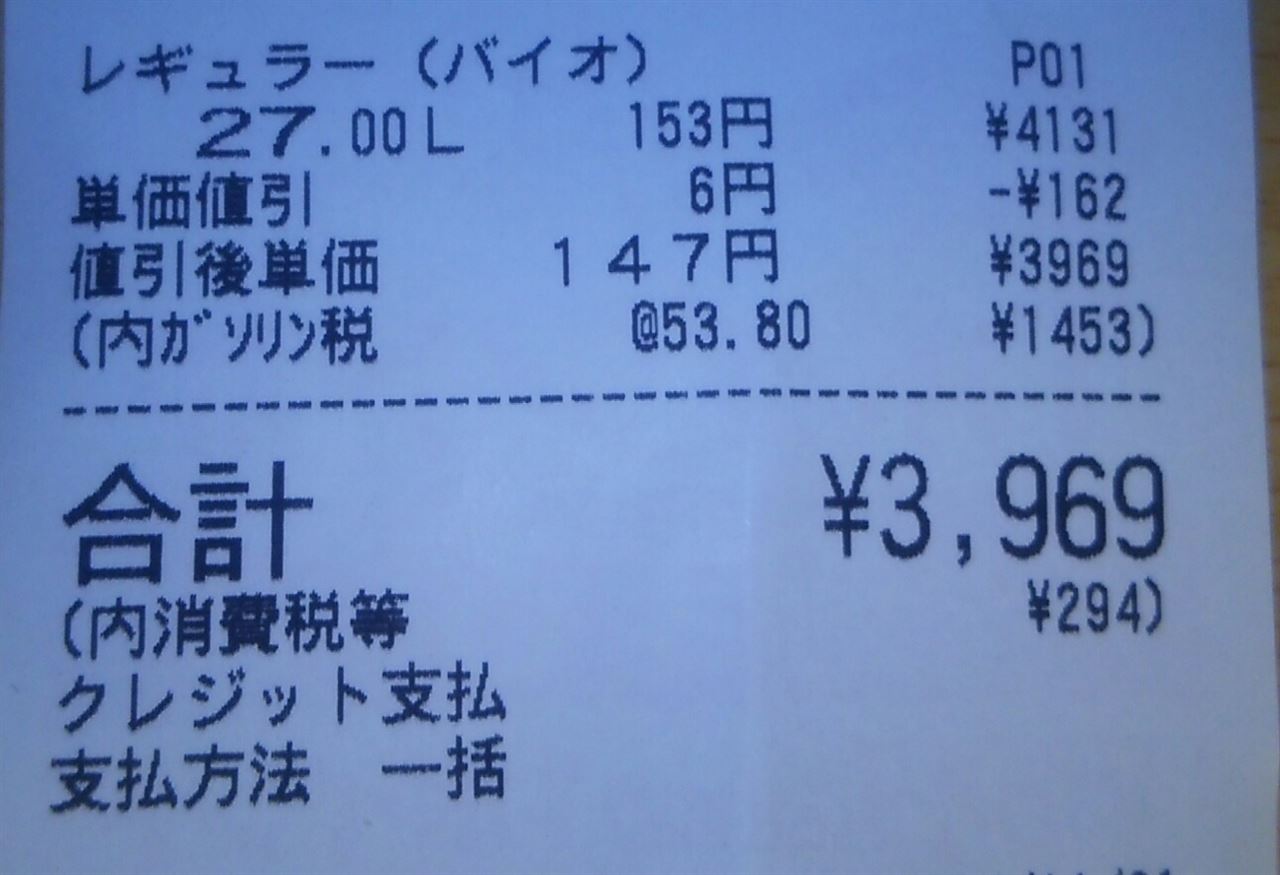 レギュラー（バイオ） P01
27.00L 153円 ¥4131
単価値引 6円 -¥162
値引後単価 147円 ¥3969
(内ｶﾞｿﾘﾝ税 @53.80 ¥1453)
合計 ¥3,969
(内消費税等 ¥294)
クレジット支払
支払方法 一括